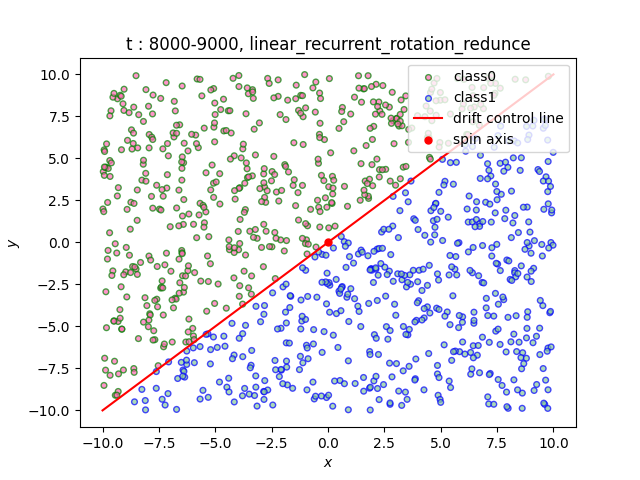 t : 8000-9000, linear_recurrent_rotation_redunce
class0
class1
drift control line
spin axis
10.0
7.5
5.0
2.5
0.0
−2.5
−5.0
−7.5
−10.0
y
−10.0 −7.5 −5.0 −2.5 0.0 2.5 5.0 7.5 10.0
x